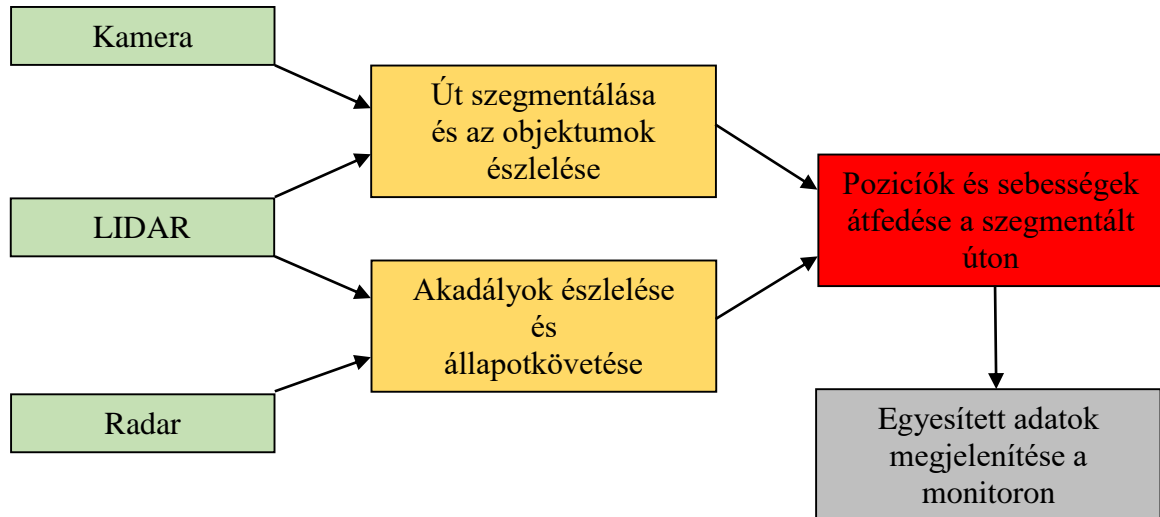 Kamera
Út szegmentálása
és az objektumok
észlelése
LIDAR
Akadályok észlelése
és
állapotkövetése
Radar
Pozicíók és sebességek
átfedése a szegmentált
úton
Egyesített adatok
megjelenítése a
monitoron